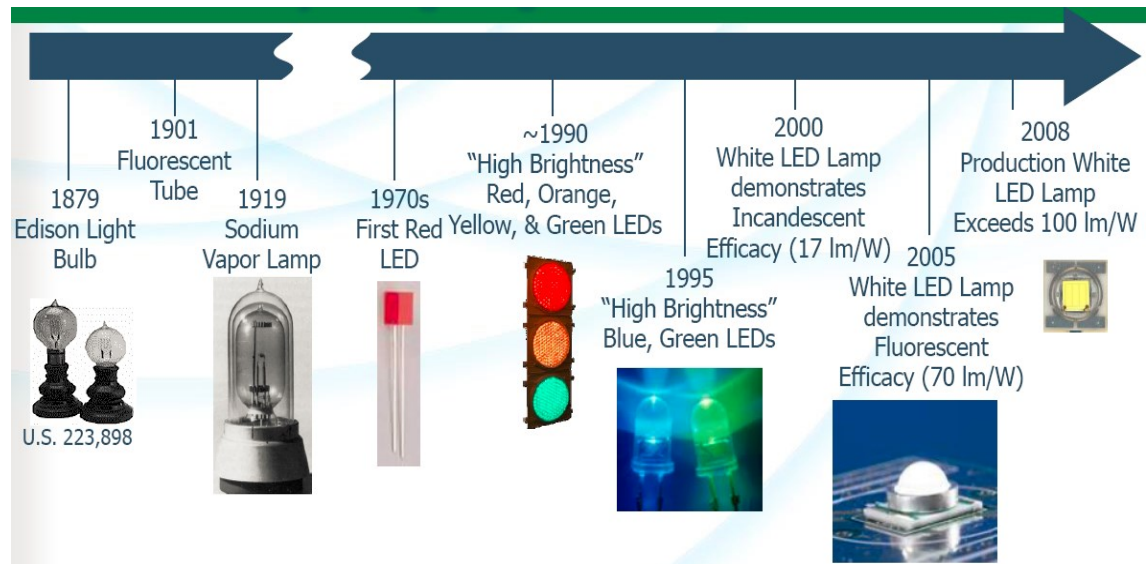 1879
Edison Light
Bulb
U.S. 223,898
1901
Fluorescent
Tube
1919
Sodium
Vapor Lamp
1970s
First Red
LED
~1990
“High Brightness”
Red, Orange,
Yellow, & Green LEDs
1995
“High Brightness”
Blue, Green LEDs
2000
White LED Lamp
demonstrates
Incandescent
Efficacy (17 lm/W)
2005
White LED Lamp
demonstrates
Fluorescent
Efficacy (70 lm/W)
2008
Production White
LED Lamp
Exceeds 100 lm/W